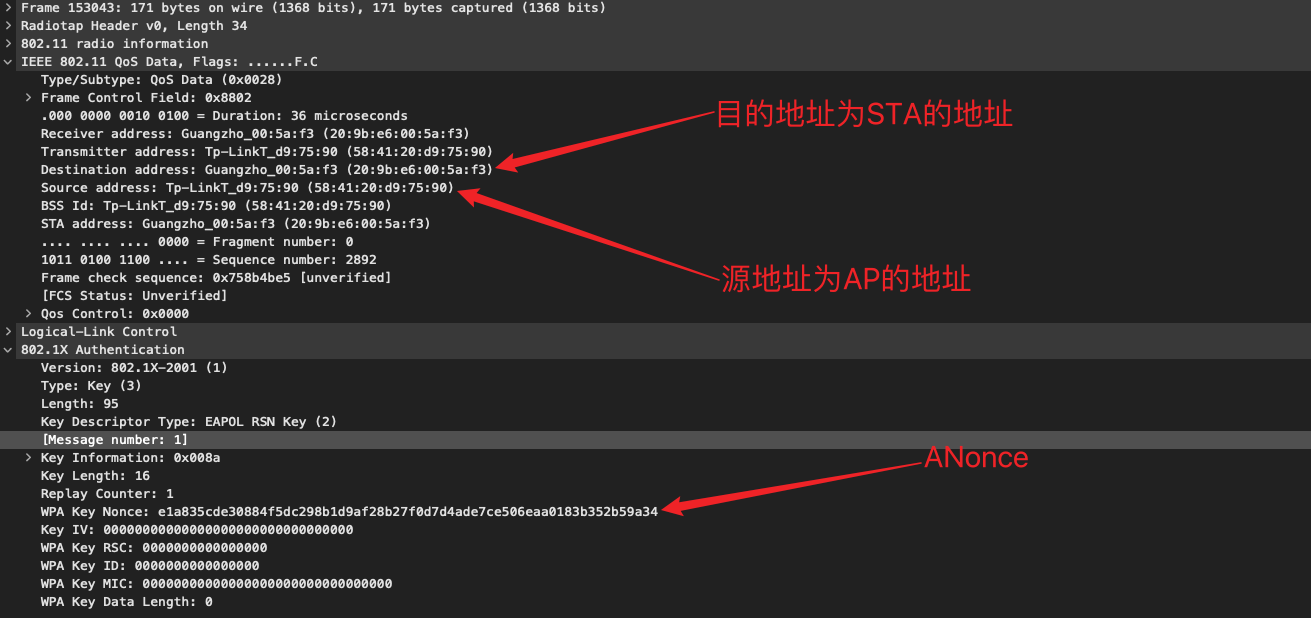 Frame 153043: 171 bytes on wire (1368 bits), 171 bytes captured (1368 bits)
Radiotap Header v0, Length 34
802.11 radio information
IEEE 802.11 QoS Data, Flags: ......F.C
Type/Subtype: QoS Data (0x0028)
Frame Control Field: 0x8802
.000 0000 0010 0100 = Duration: 36 microseconds
目的地址为STA的地址
Receiver address: Guangzho_00:5a:f3 (20:9b:e6:00:5a:f3)
Transmitter address: Tp-LinkT_d9:75:90 (58:41:20:d9:75:90)
Destination address: Guangzho_00:5a:f3 (20:9b:e6:00:5a:f3)
Source address: Tp-LinkT_d9:75:90 (58:41:20:d9:75:90)
BSS Id: Tp-LinkT_d9:75:90 (58:41:20:d9:75:90)
STA address: Guangzho_00:5a:f3 (20:9b:e6:00:5a:f3)
.... .... .... 0000 = Fragment number: 0
1011 0100 1100 .... = Sequence number: 2892
Frame check sequence: 0x758b4be5 [unverified]
源地址为AP的地址
[FCS Status: Unverified]
Qos Control: 0x0000
Logical-Link Control
802.1X Authentication
Version: 802.1X-2001 (1)
Type: Key (3)
Length: 95
Key Descriptor Type: EAPOL RSN Key (2)
[Message number: 1]
Key Information: 0x008a
ANonce
Key Length: 16
Replay Counter: 1
WPA Key Nonce: e1a835cde30884f5dc298b1d9af28b27f0d7d4ade7ce506eaa0183b352b59a34
Key IV: 00000000000000000000000000000000
WPA Key RSC: 0000000000000000
WPA Key ID: 0000000000000000
WPA Key MIC: 00000000000000000000000000000000
WPA Key Data Length: 0